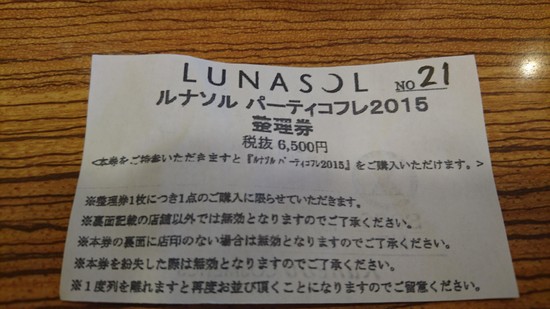 LUNASOL NO 21
ルナソル パーティコフレ2015
整理券
税抜 6,500円
<本券をご持参いただきますと『ルナソル パーティコフレ2015』をご購入いただけます。>
※整理券1枚につき1点のご購入に限らせていただきます。
※裏面記載の店舗以外では無効となりますのでご了承ください。
※本券の裏面に店印のない場合は無効となりますのでご了承ください。
※本券を紛失した際は無効となりますのでご了承ください。
※1度列を離れますと再度お並び頂くことになりますのでご留意ください。